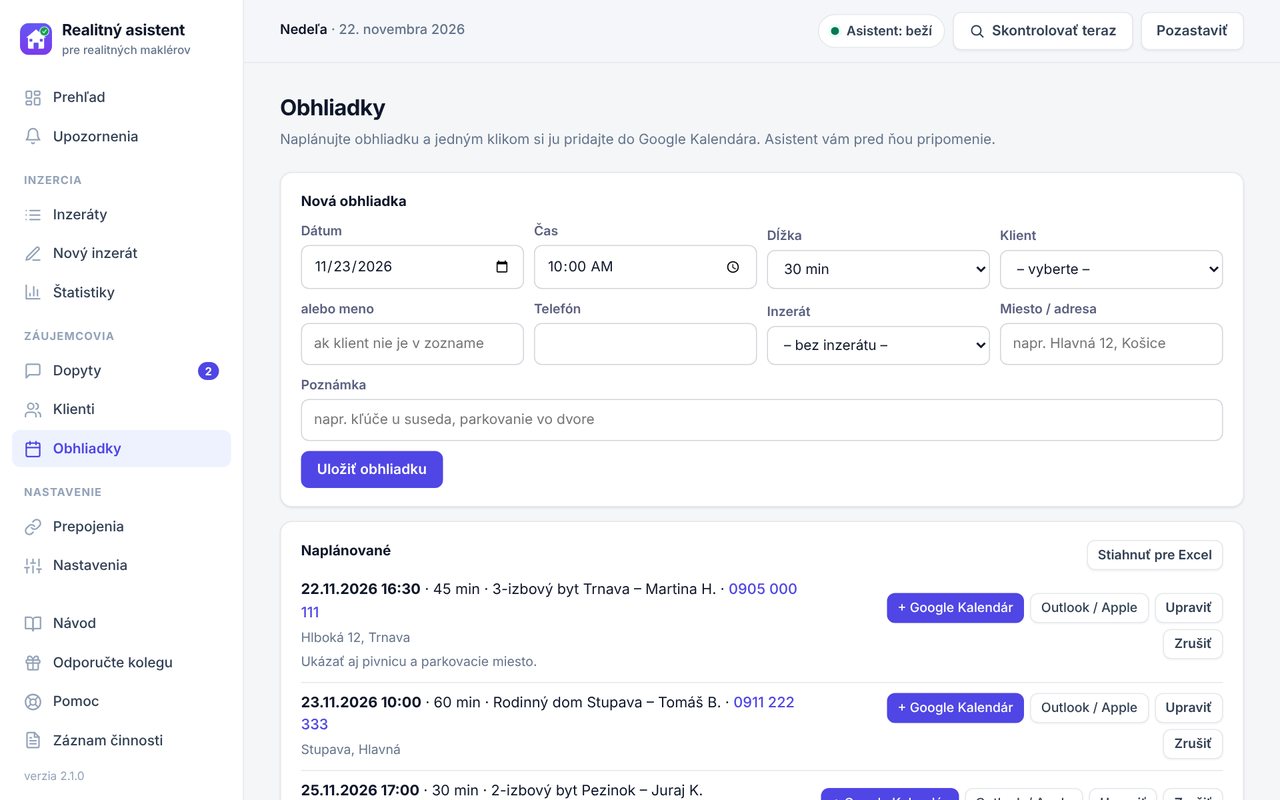 Realitný asistent
pre realitných maklérov
Prehľad
Upozornenia
INZERCIA
Inzeráty
Nový inzerát
Štatistiky
ZÁUJEMCOVIA
Dopyty 2
Klienti
Obhliadky
NASTAVENIE
Prepojenia
Nastavenia
Návod
Odporučte kolegu
Pomoc
Záznam činnosti
verzia 2.1.0
Nedeľa · 22. novembra 2026
Asistent: beží
Skontrolovať teraz
Pozastaviť
Obhliadky
Naplánujte obhliadku a jedným klikom si ju pridajte do Google Kalendára. Asistent vám pred ňou pripomenie.
Nová obhliadka
Dátum
11/23/2026
Čas
10:00 AM
Dĺžka
30 min
Klient
– vyberte –
alebo meno
ak klient nie je v zozname
Telefón
Inzerát
– bez inzerátu –
Miesto / adresa
napr. Hlavná 12, Košice
Poznámka
napr. kľúče u suseda, parkovanie vo dvore
Uložiť obhliadku
Naplánované
Stiahnuť pre Excel
22.11.2026 16:30 · 45 min · 3-izbový byt Trnava – Martina H. · 0905 000
111
Hlboká 12, Trnava
Ukázať aj pivnicu a parkovacie miesto.
+ Google Kalendár
Outlook / Apple
Upraviť
Zrušiť
23.11.2026 10:00 · 60 min · Rodinný dom Stupava – Tomáš B. · 0911 222
333
Stupava, Hlavná
+ Google Kalendár
Outlook / Apple
Upraviť
Zrušiť
25.11.2026 17:00 · 30 min · 2-izbový byt Pezinok – Juraj K.